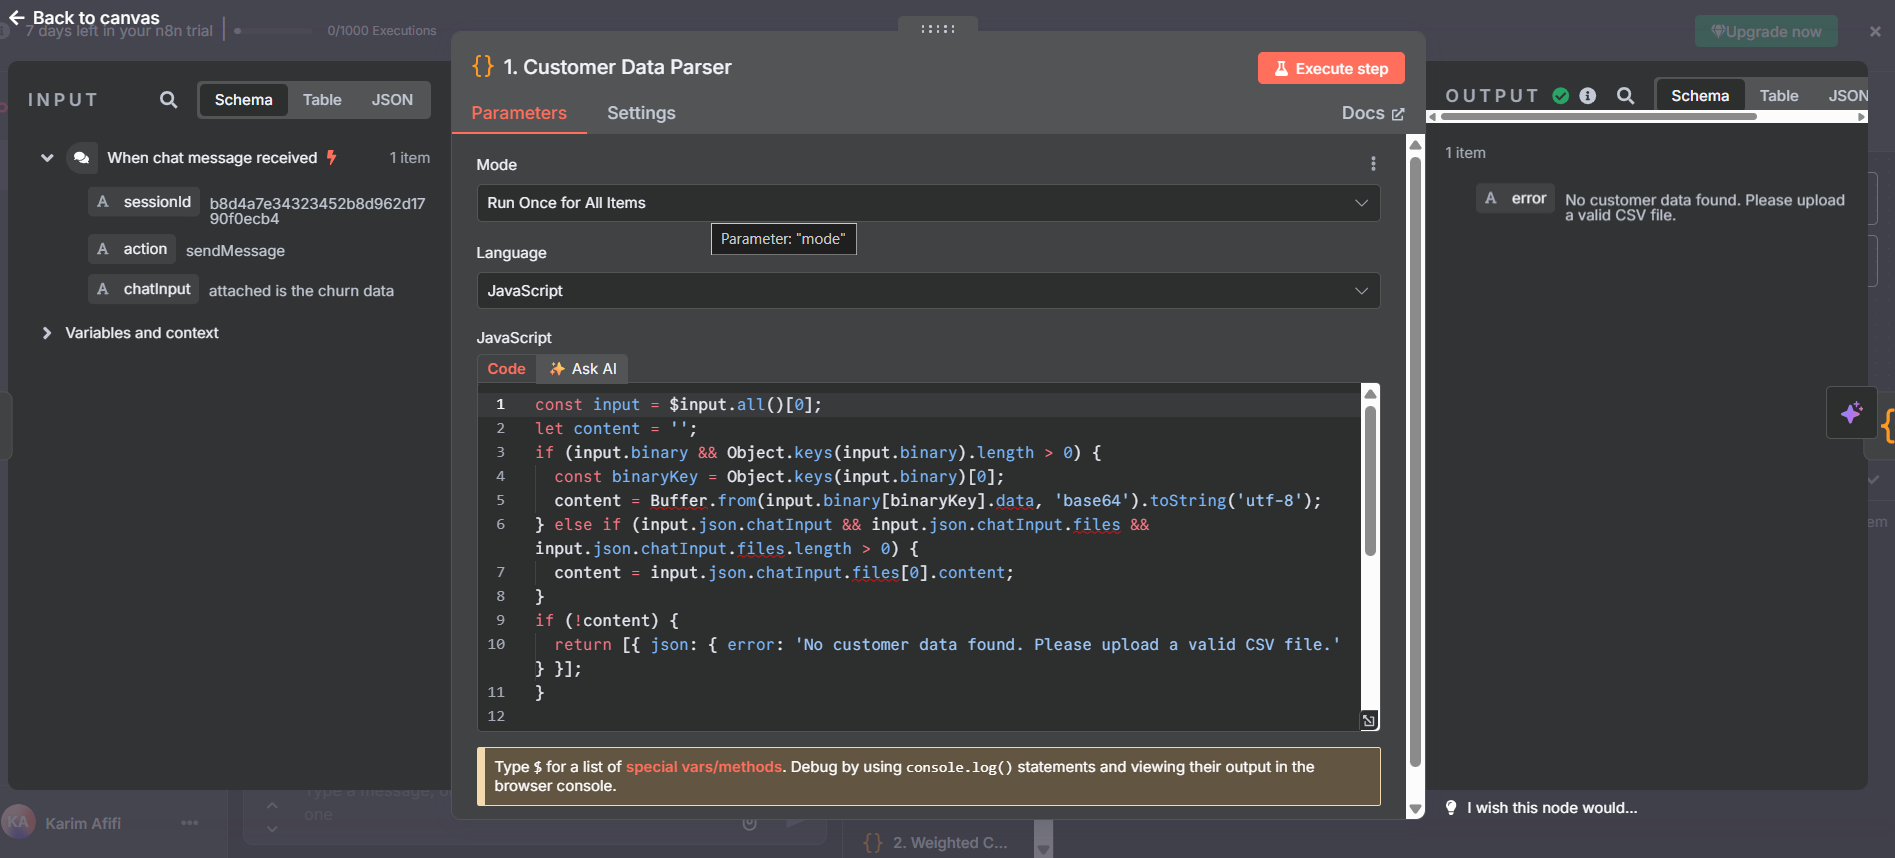 Back to canvas
7 days left in your n8n trial
0/1000 Executions
Upgrade now
INPUT
Schema
Table
JSON
When chat message received
1 item
A sessionId b8d4a7e34323452b8d962d17
90f0ecb4
A action sendMessage
A chatInput attached is the churn data
Variables and context
{} 1. Customer Data Parser
Execute step
Parameters
Settings
Docs
Mode
Run Once for All Items
Parameter: "mode"
Language
JavaScript
JavaScript
Code
Ask AI
1 const input = $input.all()[0];
2 let content = '';
3 if (input.binary && Object.keys(input.binary).length > 0) {
4 const binaryKey = Object.keys(input.binary)[0];
5 content = Buffer.from(input.binary[binaryKey].data, 'base64').toString('utf-8');
6 } else if (input.json.chatInput && input.json.chatInput.files &&
input.json.chatInput.files.length > 0) {
7 content = input.json.chatInput.files[0].content;
8 }
9 if (!content) {
10 return [{ json: { error: 'No customer data found. Please upload a valid CSV file.'
} }];
11 }
12
Type $ for a list of special vars/methods. Debug by using console.log() statements and viewing their output in the
browser console.
OUTPUT
Schema
Table
JSON
1 item
A error No customer data found. Please upload
a valid CSV file.
I wish this node would...
KA
Karim Afifi
Type a message, o
one
{} 2. Weighted C...
{
em